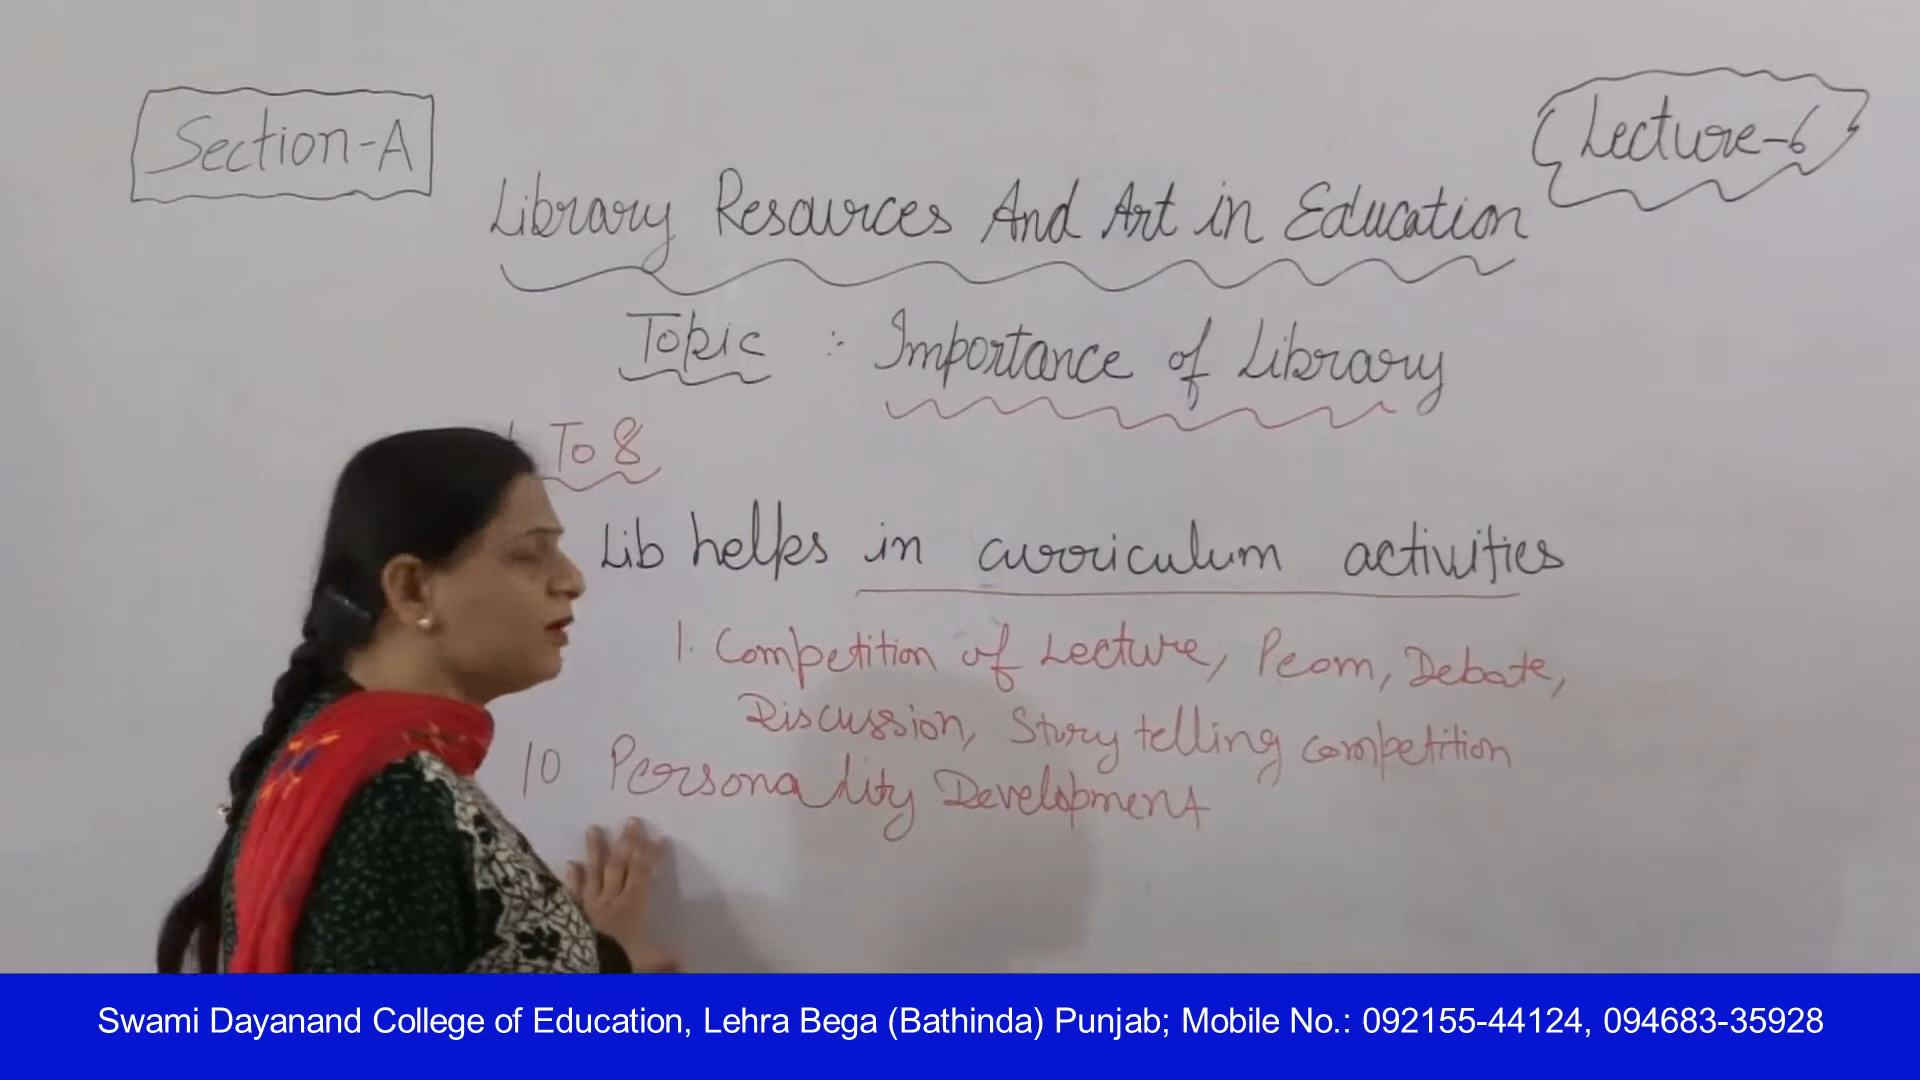 Section-A
Lecture-6
Library Resources And Art in Education
Topic : Importance of Library
To 8
Lib helps in curriculum activities
1. Competition of Lecture, Peom, Debate,
Discussion, Story telling competition
10 Personality Development
Swami Dayanand College of Education, Lehra Bega (Bathinda) Punjab; Mobile No.: 092155-44124, 094683-35928